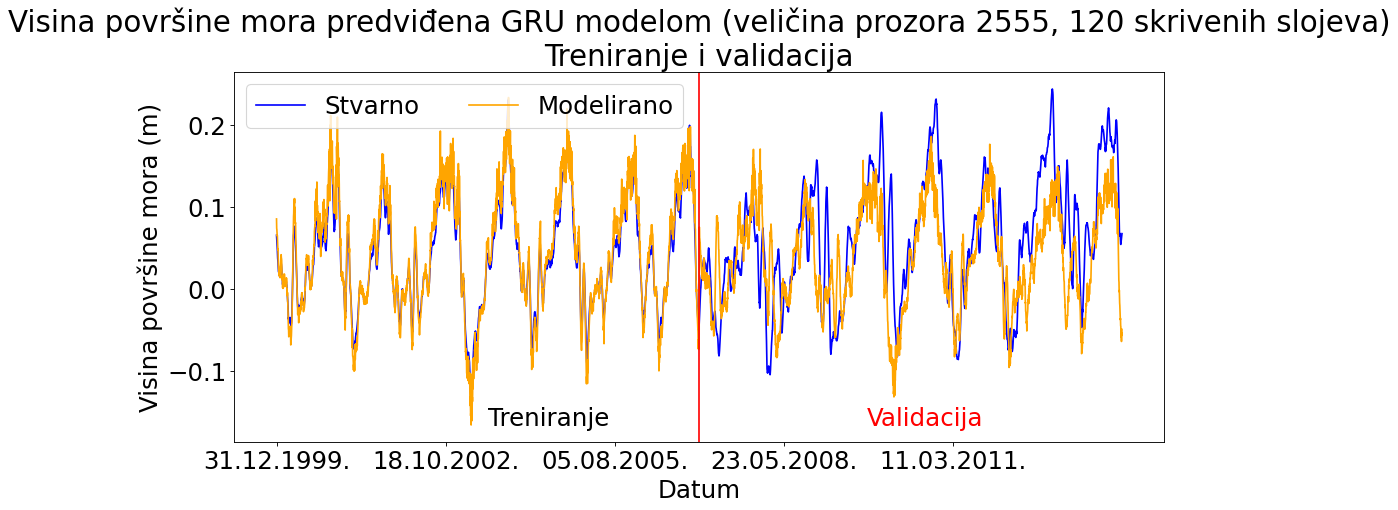 Visina površine mora predviđena GRU modelom (veličina prozora 2555, 120 skrivenih slojeva)
Treniranje i validacija
Stvarno
Modelirano
Visina površine mora (m)
0.2
0.1
0.0
−0.1
Treniranje
Validacija
31.12.1999.
18.10.2002.
05.08.2005.
23.05.2008.
11.03.2011.
Datum